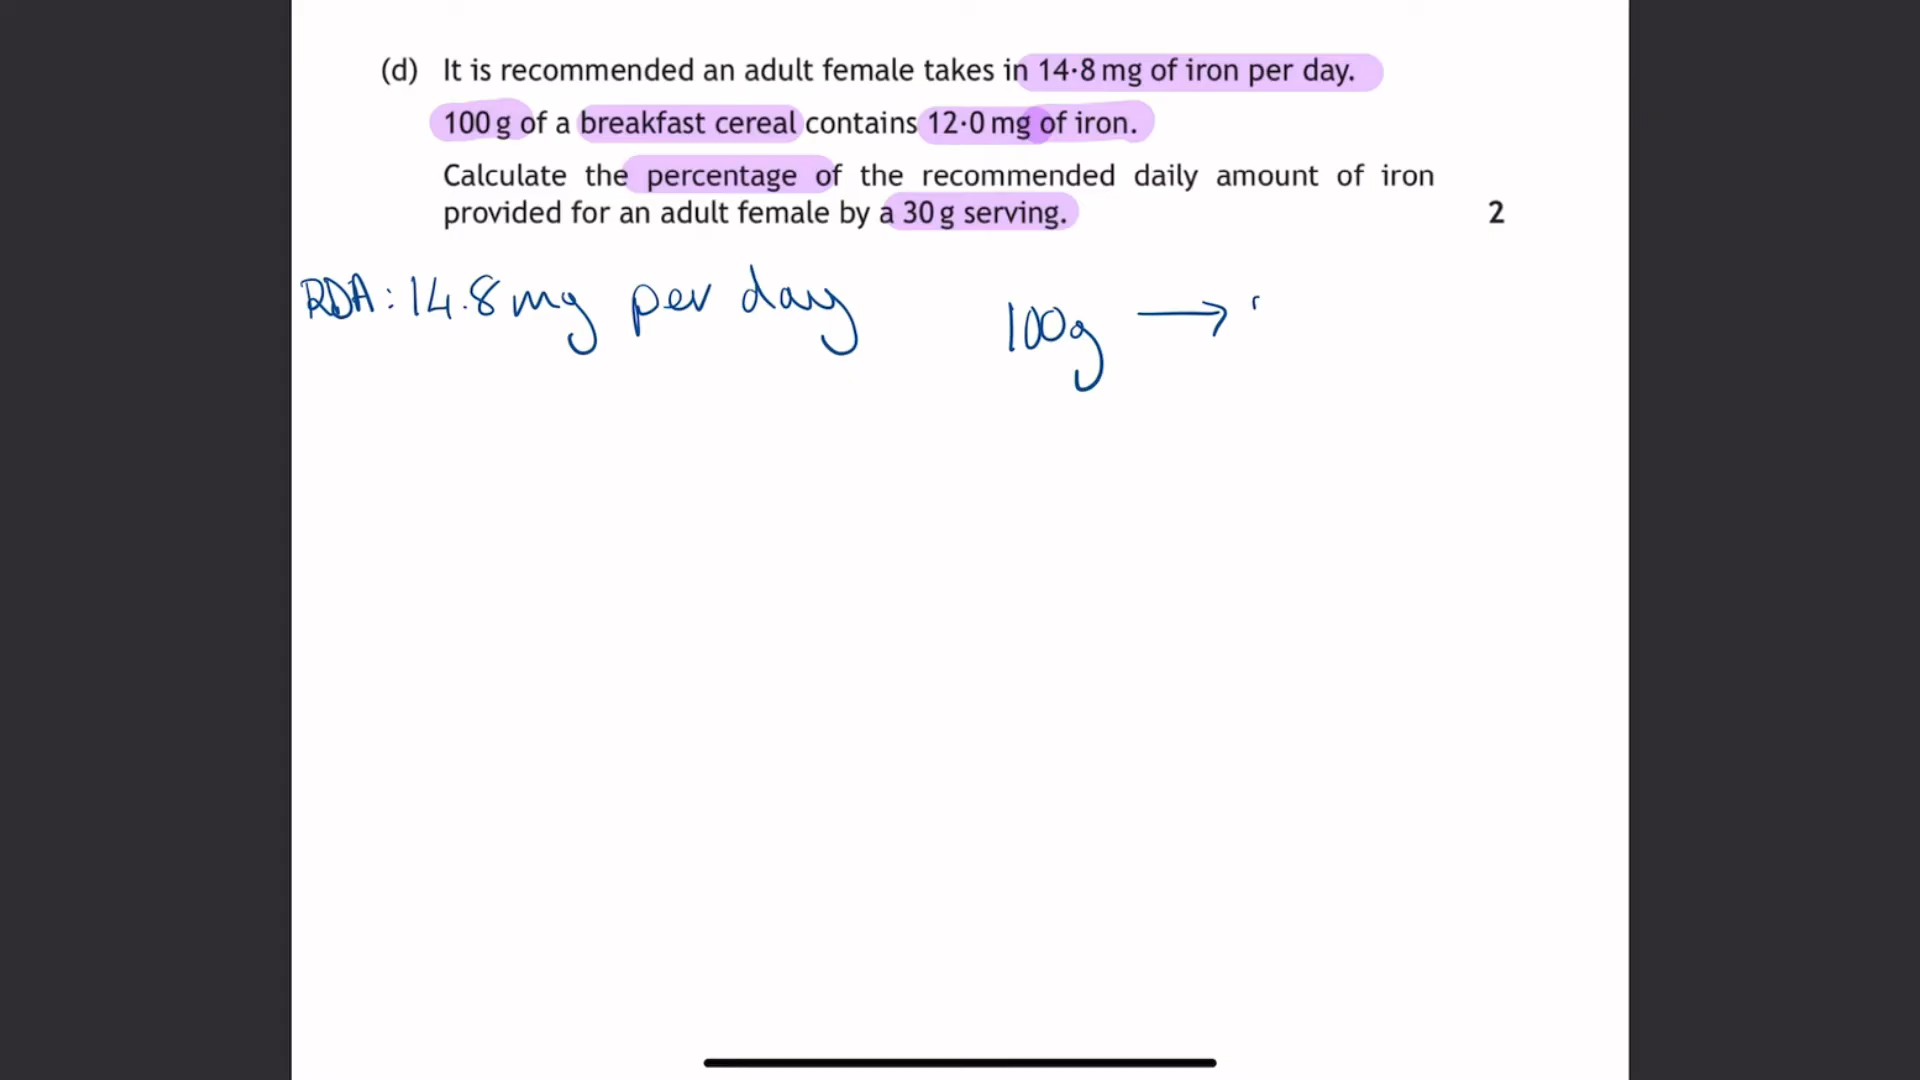 (d) It is recommended an adult female takes in 14·8 mg of iron per day.
100 g of a breakfast cereal contains 12·0 mg of iron.
Calculate the percentage of the recommended daily amount of iron
provided for an adult female by a 30 g serving. 2
RDA: 14.8mg per day 100g →